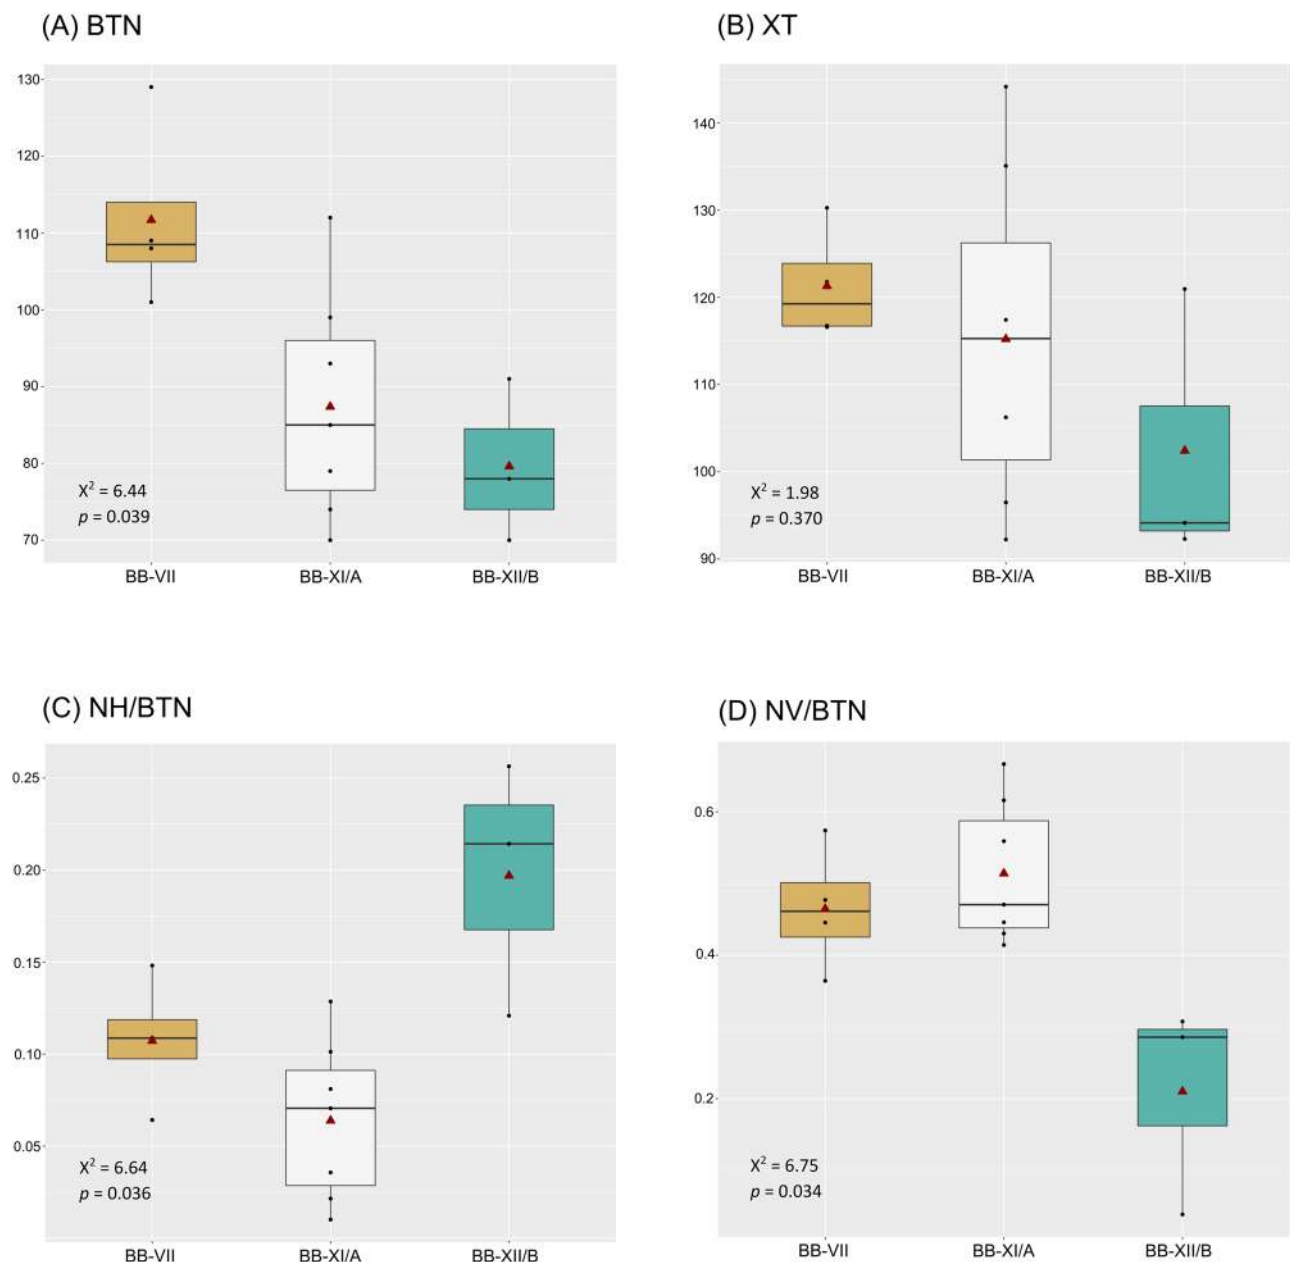 (A) BTN
130
120
110
100
90
80
70
X² = 6.44
p = 0.039
BB-VII BB-XI/A BB-XII/B
(B) XT
140
130
120
110
100
90
X² = 1.98
p = 0.370
BB-VII BB-XI/A BB-XII/B
(C) NH/BTN
0.25
0.20
0.15
0.10
0.05
X² = 6.64
p = 0.036
BB-VII BB-XI/A BB-XII/B
(D) NV/BTN
0.6
0.4
0.2
X² = 6.75
p = 0.034
BB-VII BB-XI/A BB-XII/B